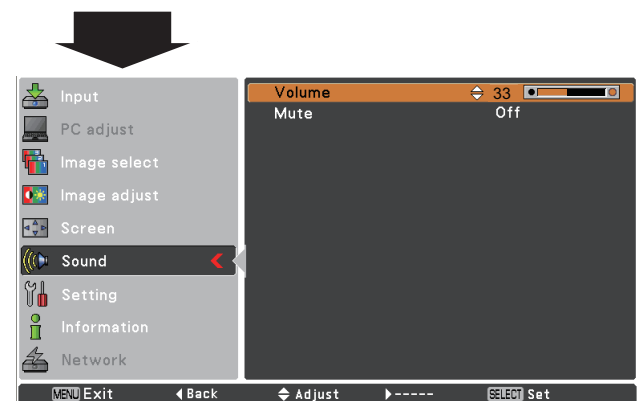 Input
PC adjust
Image select
Image adjust
Screen
Sound
Setting
Information
Network
Volume 33
Mute Off
MENU Exit Back Adjust ----- SELECT Set